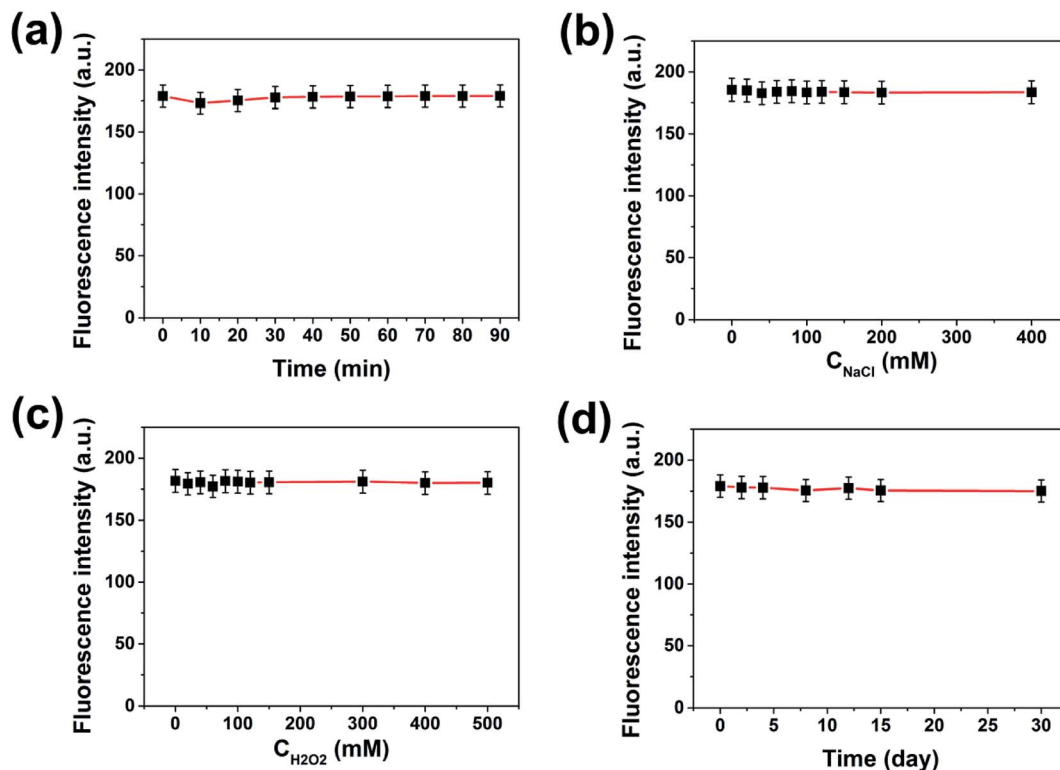 (a)
Fluorescence intensity (a.u.)
200
150
100
50
0
0 10 20 30 40 50 60 70 80 90
Time (min)
(b)
Fluorescence intensity (a.u.)
200
150
100
50
0
0 100 200 300 400
C_NaCl (mM)
(c)
Fluorescence intensity (a.u.)
200
150
100
50
0
0 100 200 300 400 500
C_H2O2 (mM)
(d)
Fluorescence intensity (a.u.)
200
150
100
50
0
0 5 10 15 20 25 30
Time (day)